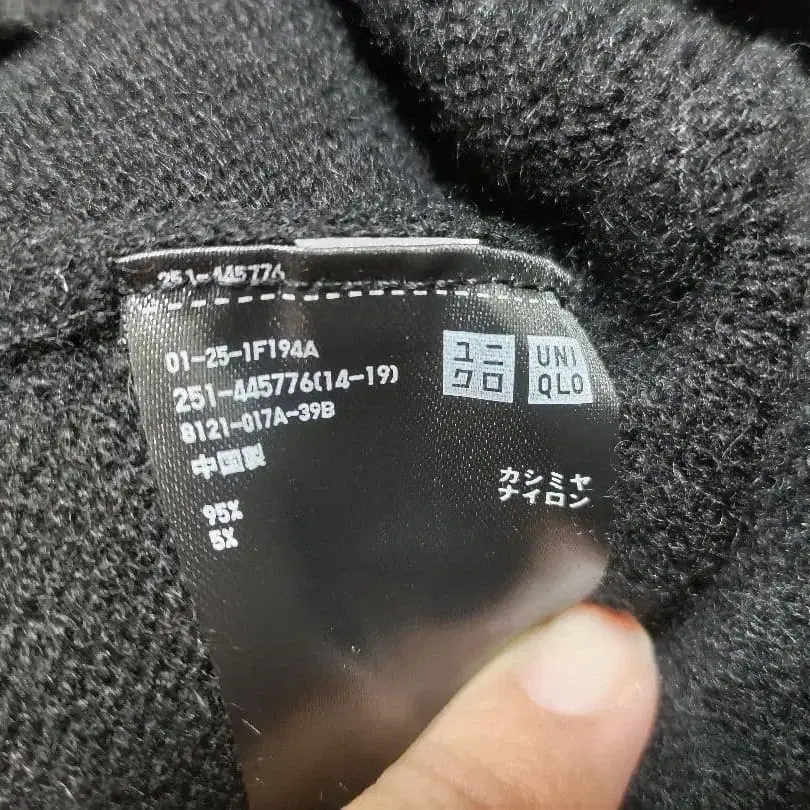 251-445776
01-25-1F194A
251-445776(14-19)
8121-017A-39B
中国製
ユニ
クロ
UNI
QLO
カシミヤ
ナイロン
95%
5%